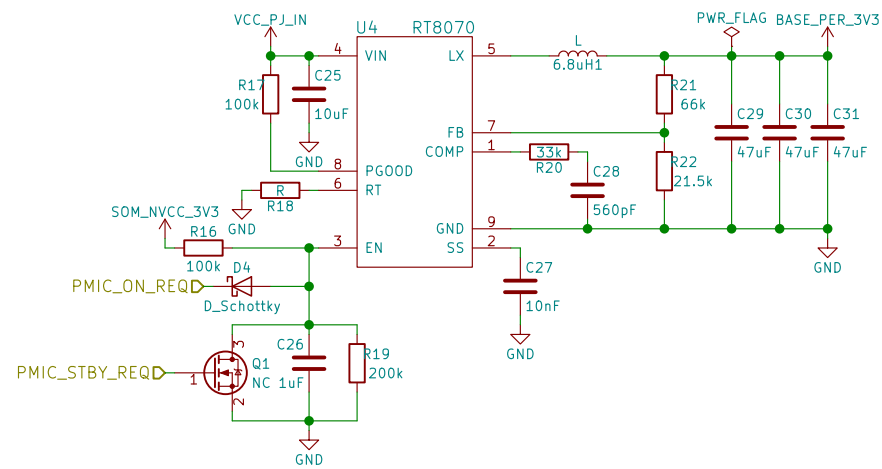 VCC_PJ_IN
U4
RT8070
PWR_FLAG
BASE_PER_3V3
4
VIN
LX
5
L
6.8uH1
R17
100k
C25
10uF
GND
R21
66k
C29
47uF
C30
47uF
C31
47uF
FB
7
COMP
1
33k
R20
8
PGOOD
6
RT
R
R18
GND
C28
560pF
R22
21.5k
SOM_NVCC_3V3
R16
100k
3
EN
GND
9
SS
2
GND
C27
10nF
GND
PMIC_ON_REQ
D4
D_Schottky
PMIC_STBY_REQ
1
3
2
Q1
NC
C26
1uF
R19
200k
GND